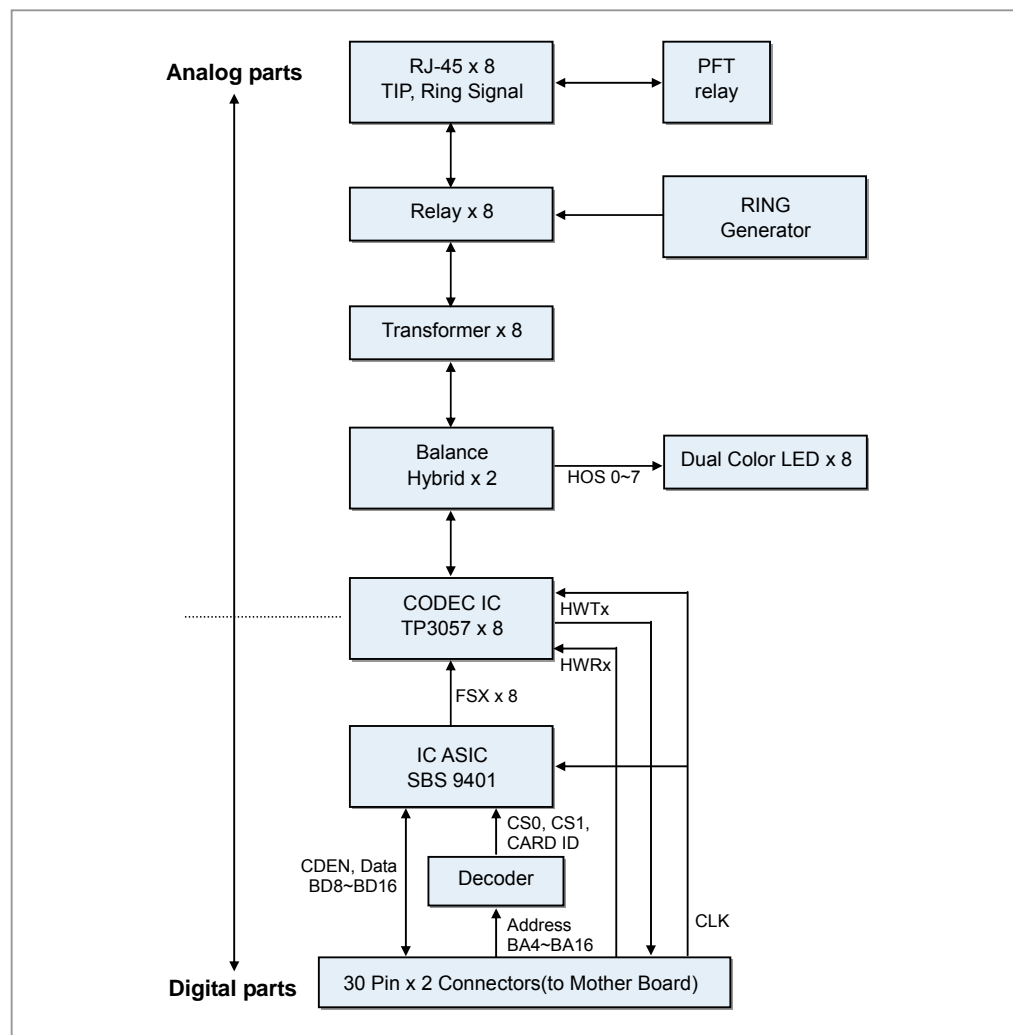 Analog parts
RJ-45 x 8
TIP, Ring Signal
PFT
relay
Relay x 8
RING
Generator
Transformer x 8
Balance
Hybrid x 2
HOS 0~7
Dual Color LED x 8
CODEC IC
TP3057 x 8
HWTx
HWRx
FSX x 8
IC ASIC
SBS 9401
CS0, CS1,
CARD ID
CDEN, Data
BD8~BD16
Decoder
Address
BA4~BA16
CLK
30 Pin x 2 Connectors(to Mother Board)
Digital parts